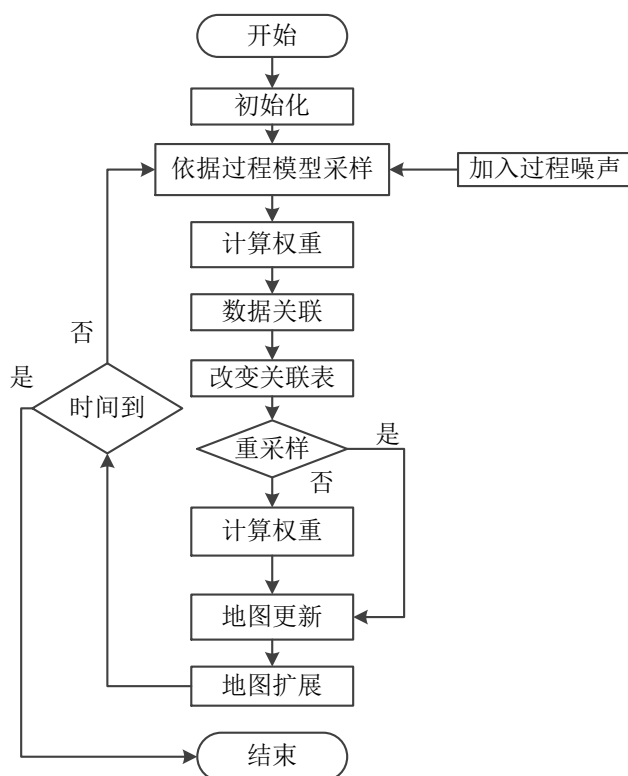 开始
初始化
依据过程模型采样
加入过程噪声
计算权重
数据关联
否
是
改变关联表
时间到
重采样
是
否
计算权重
地图更新
地图扩展
结束